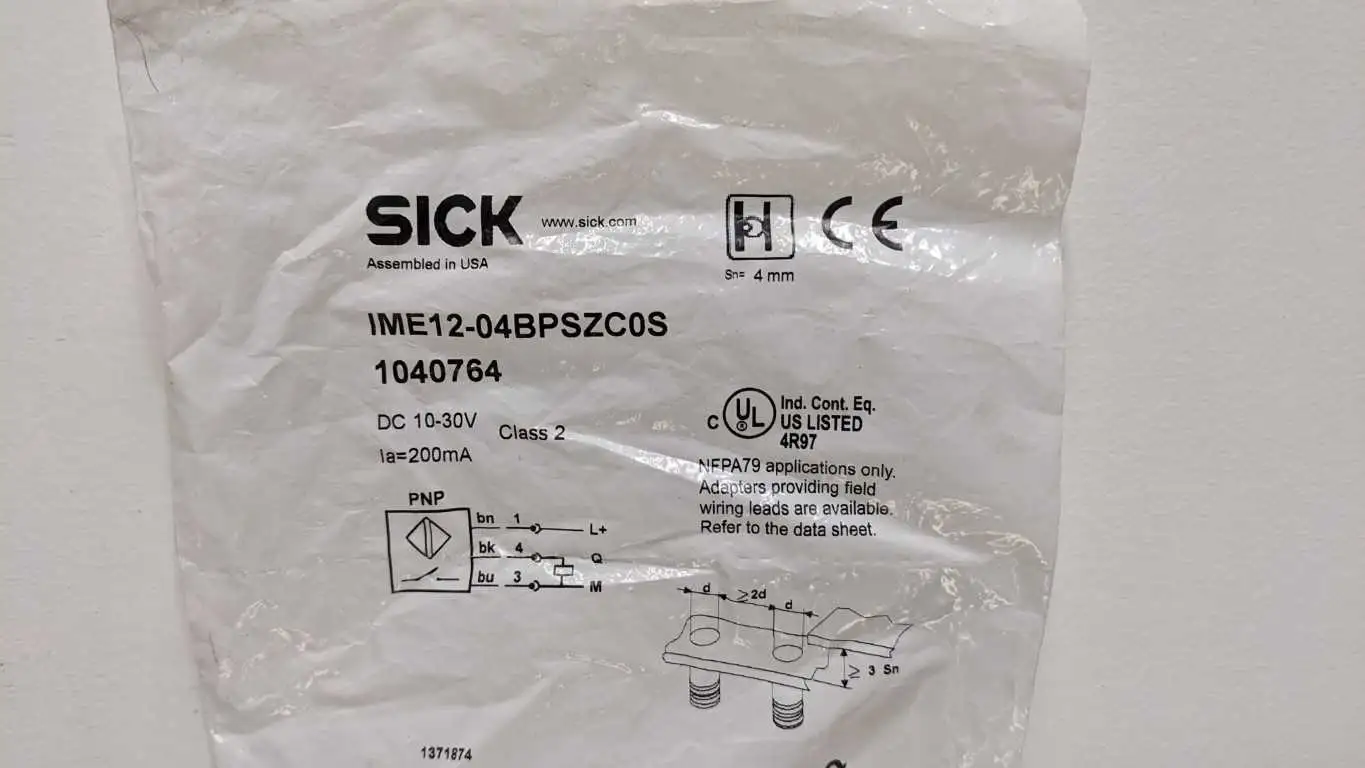 SICK www.sick.com
Assembled in USA
CE
Sn= 4 mm
IME12-04BPSZC0S
1040764
DC 10-30V Class 2
Ia=200mA
C UL ® Ind. Cont. Eq.
US LISTED
4R97
NFPA79 applications only.
Adapters providing field
wiring leads are available.
Refer to the data sheet.
PNP
bn 1 L+
bk 4 Q
bu 3 M
d ≥2d d
≥ 3 Sn
1371874